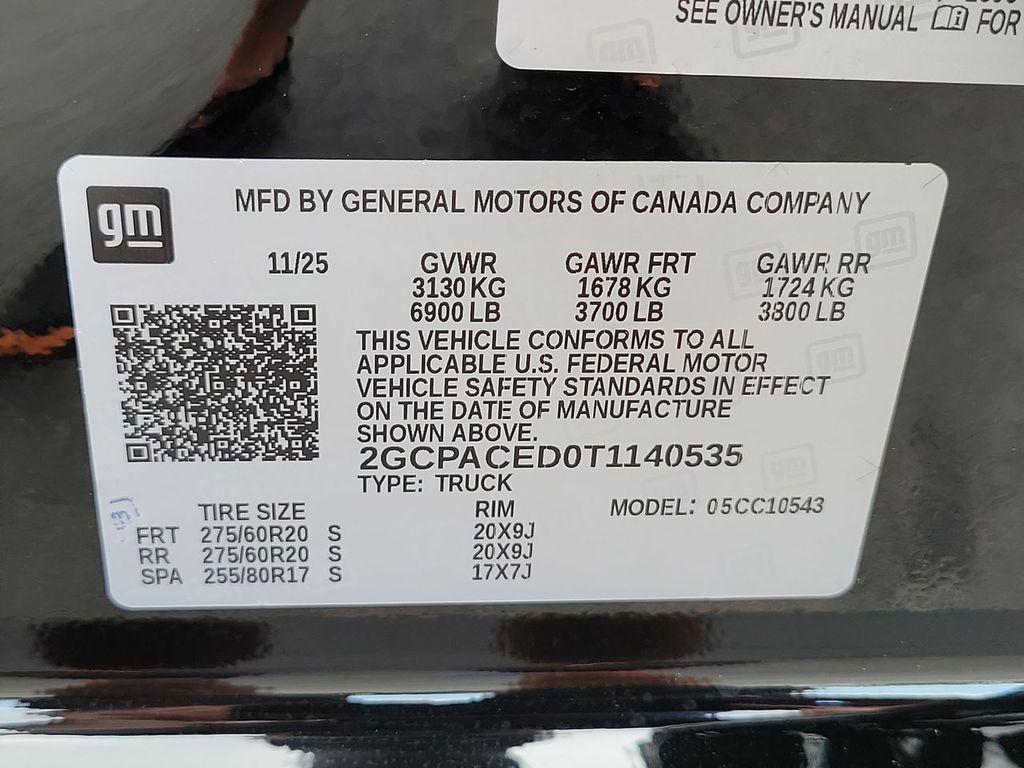 SEE OWNER'S MANUAL FOR
gm
MFD BY GENERAL MOTORS OF CANADA COMPANY
11/25 GVWR GAWR FRT GAWR RR
3130 KG 1678 KG 1724 KG
6900 LB 3700 LB 3800 LB
THIS VEHICLE CONFORMS TO ALL
APPLICABLE U.S. FEDERAL MOTOR
VEHICLE SAFETY STANDARDS IN EFFECT
ON THE DATE OF MANUFACTURE
SHOWN ABOVE.
2GCPACED0T1140535
TYPE: TRUCK
TIRE SIZE RIM MODEL: 05CC10543
FRT 275/60R20 S 20X9J
RR 275/60R20 S 20X9J
SPA 255/80R17 S 17X7J